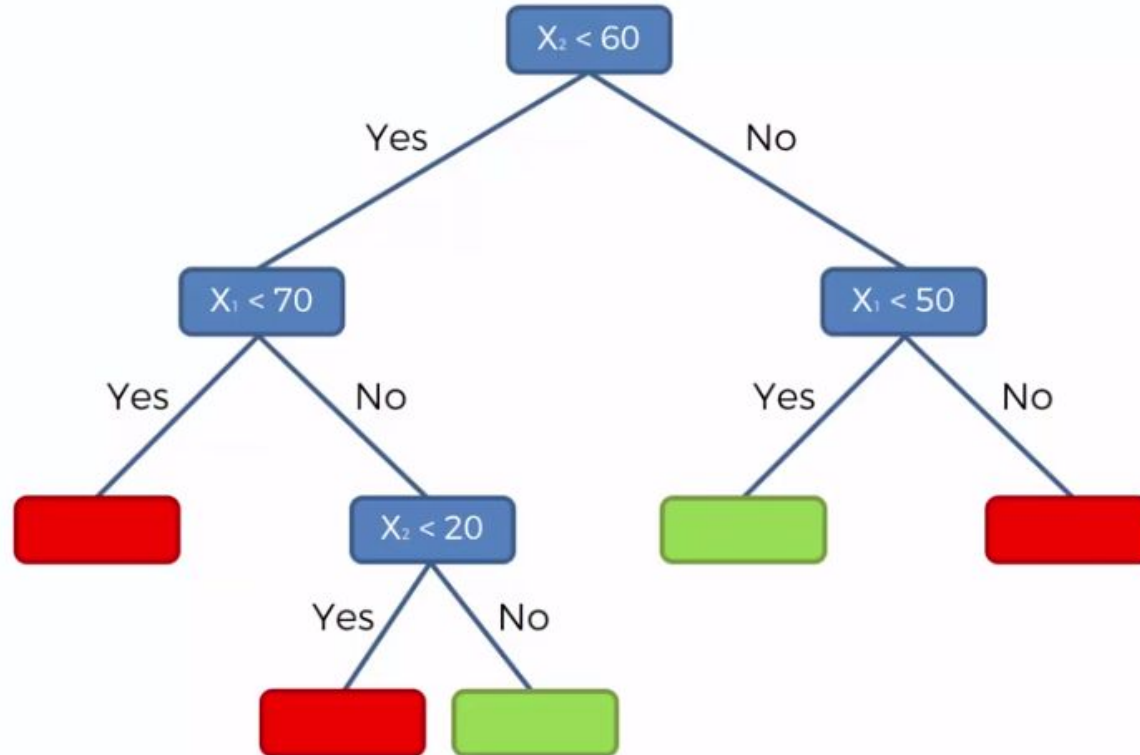 X₂ < 60
Yes
No
X₁ < 70
X₁ < 50
Yes
No
Yes
No
X₂ < 20
Yes
No